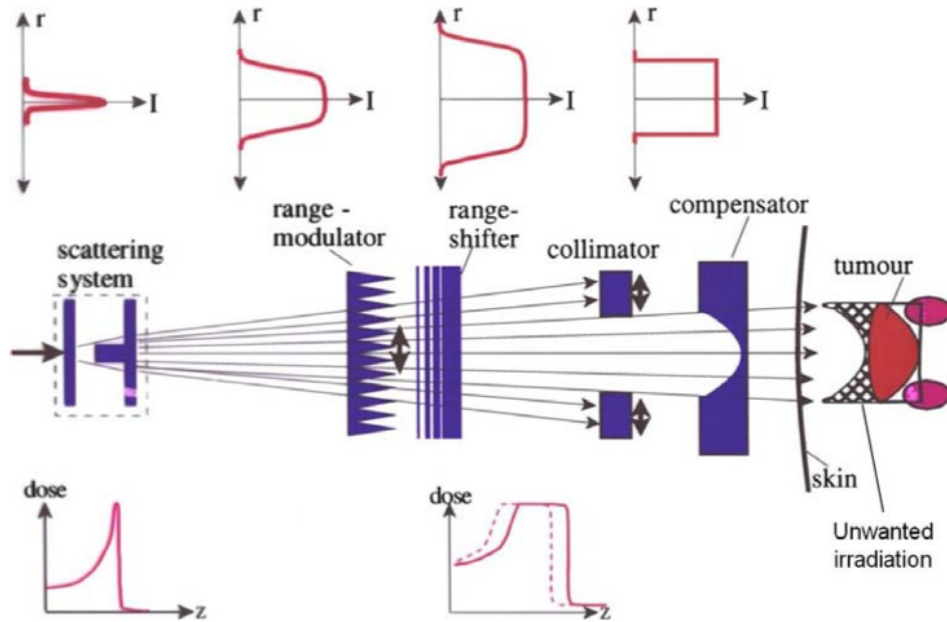 r
I
r
I
r
I
r
I
scattering
system
range -
modulator
range-
shifter
collimator
compensator
tumour
skin
Unwanted
irradiation
dose
z
dose
z